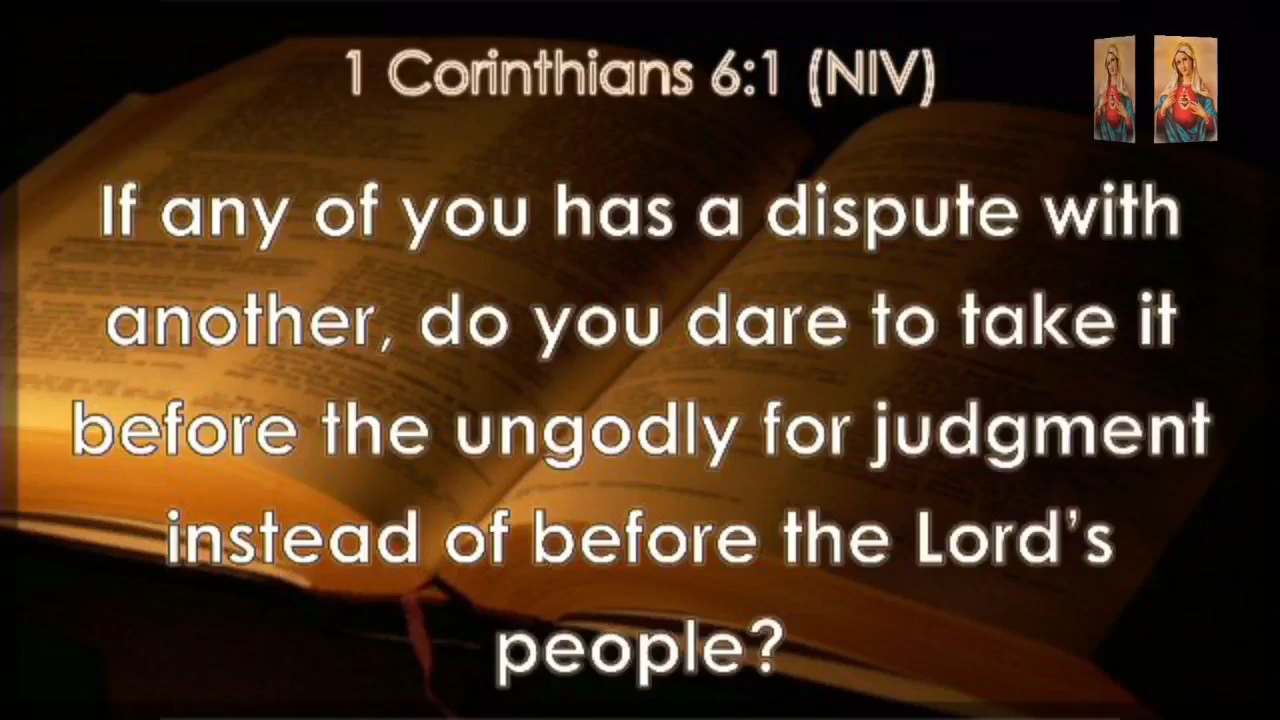 1 Corinthians 6:1 (NIV)
If any of you has a dispute with
another, do you dare to take it
before the ungodly for judgment
instead of before the Lord’s
people?